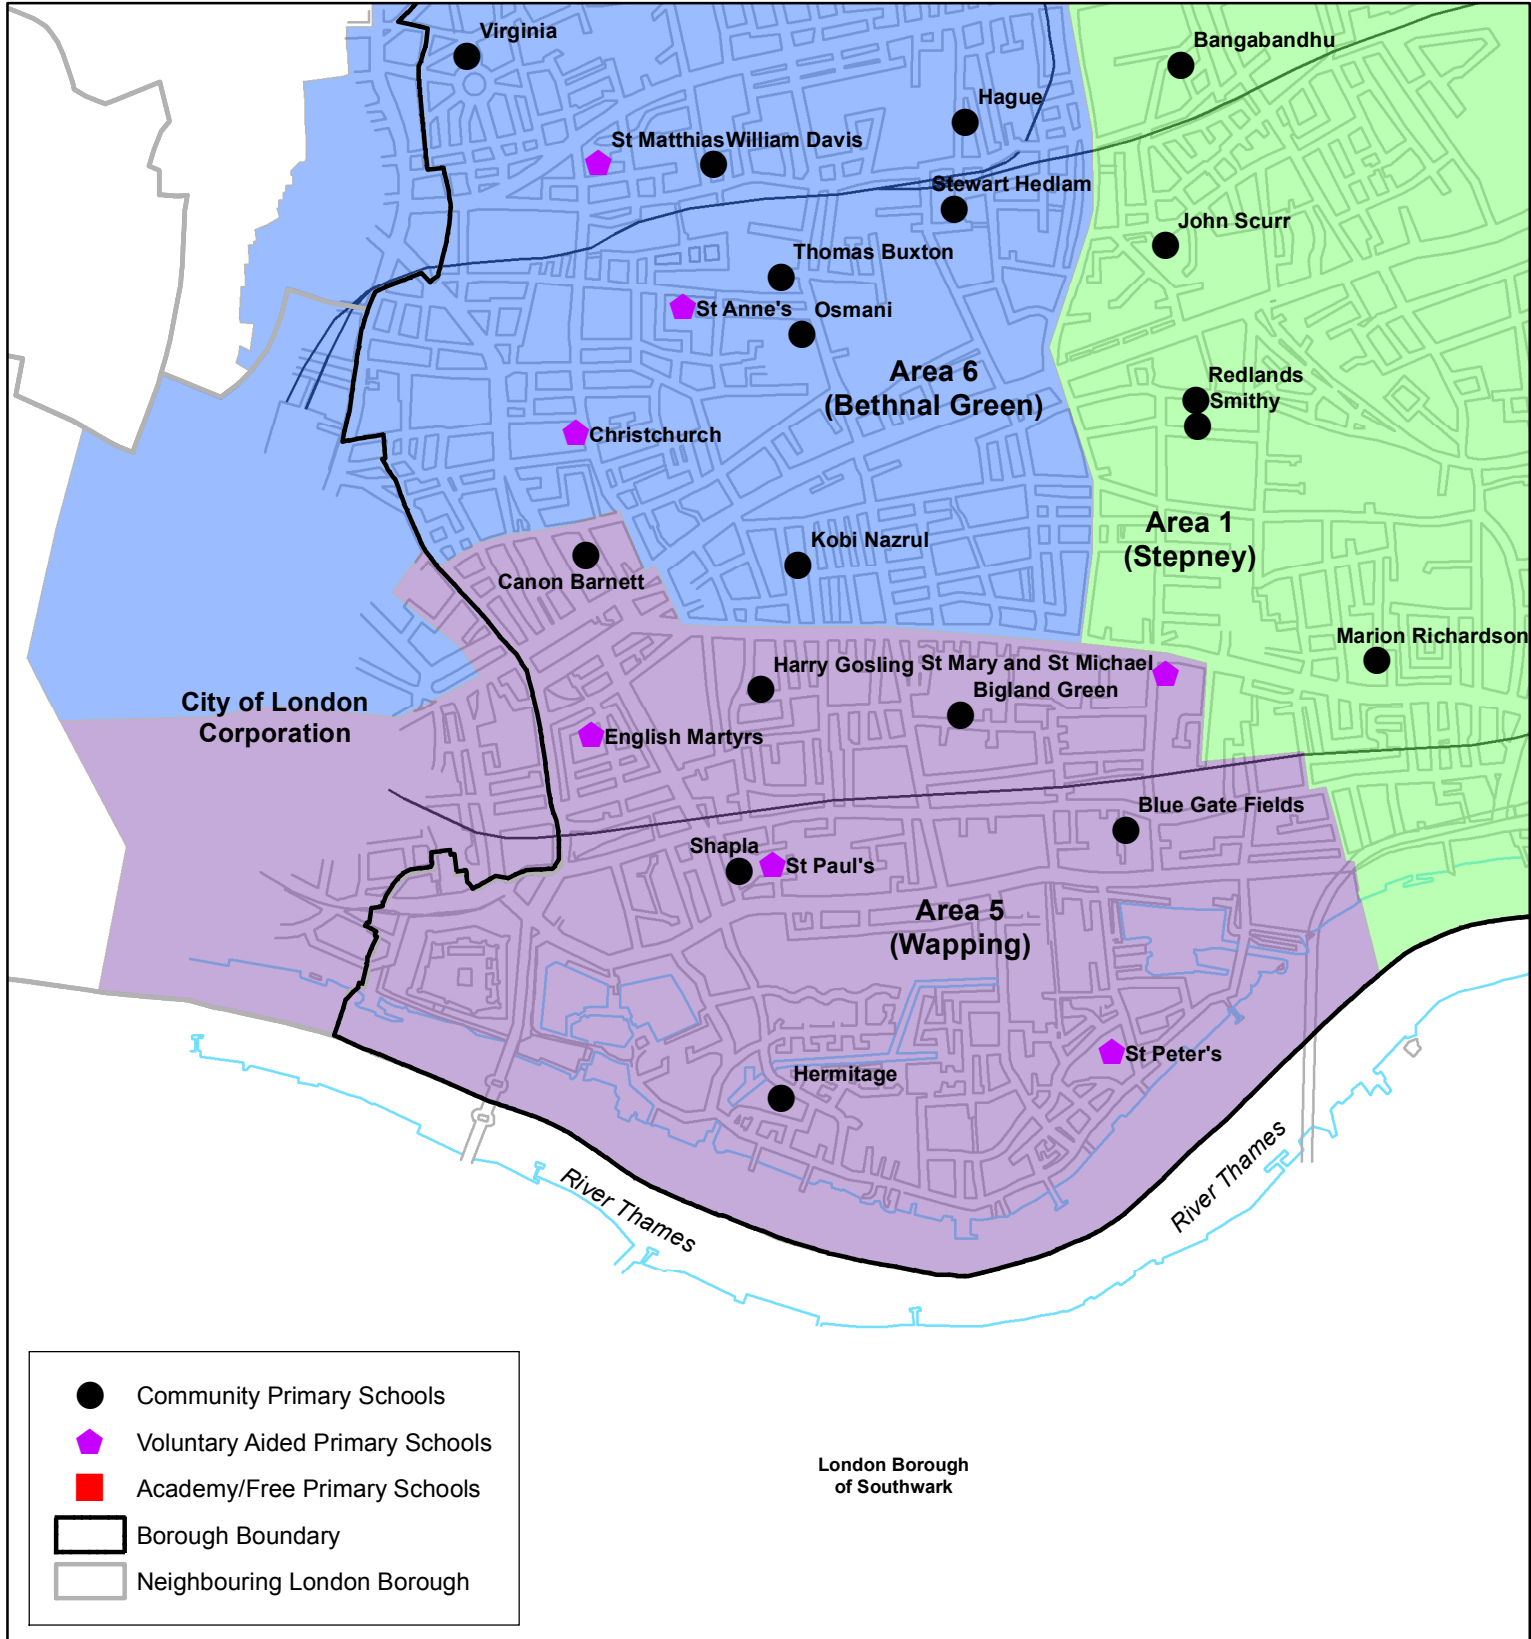 Virginia
Bangabandhu
Hague
St Matthias
William Davis
Stewart Hedlam
John Scurr
Thomas Buxton
St Anne's
Osmani
Area 6
(Bethnal Green)
Redlands
Smithy
Christchurch
Area 1
(Stepney)
Kobi Nazrul
Canon Barnett
Marion Richardson
Harry Gosling
St Mary and St Michael
Bigland Green
City of London
Corporation
English Martyrs
Blue Gate Fields
Shapla
St Paul's
Area 5
(Wapping)
St Peter's
Hermitage
River Thames
River Thames
Community Primary Schools
Voluntary Aided Primary Schools
Academy/Free Primary Schools
Borough Boundary
Neighbouring London Borough
London Borough
of Southwark